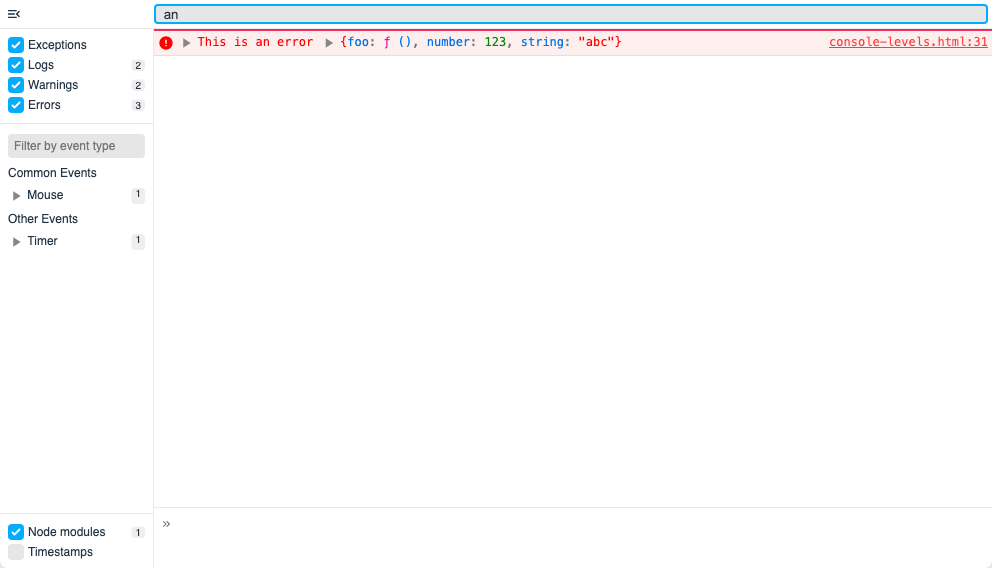 an
Exceptions
Logs 2
Warnings 2
Errors 3
Filter by event type
Common Events
Mouse 1
Other Events
Timer 1
Node modules 1
Timestamps
This is an error {foo: ƒ (), number: 123, string: "abc"} console-levels.html:31
»